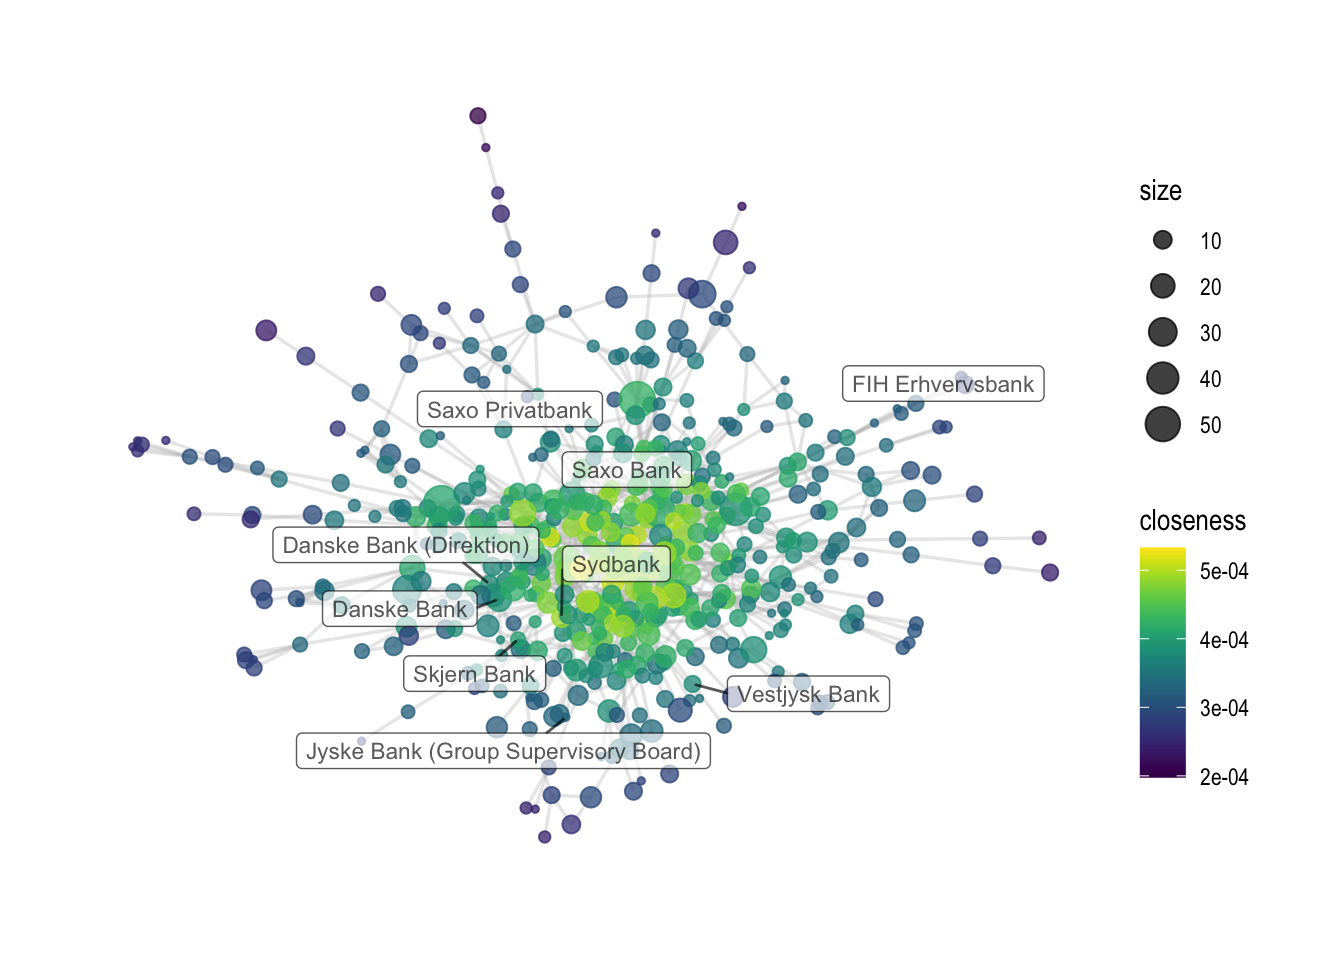 size
10
20
30
40
50
FIH Erhvervsbank
Saxo Privatbank
Saxo Bank
closeness
Danske Bank (Direktion)
Sydbank
5e-04
Danske Bank
4e-04
Skjern Bank
Vestjysk Bank
3e-04
Jyske Bank (Group Supervisory Board)
2e-04